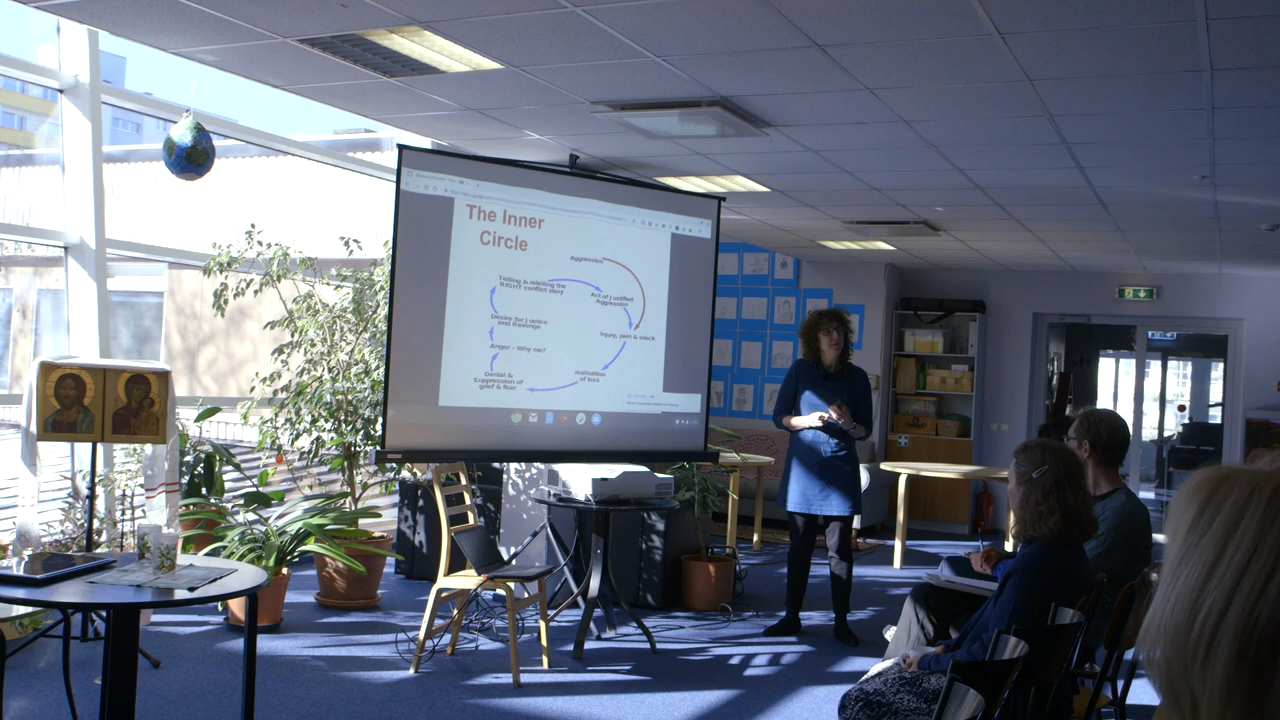 The Inner
Circle
Aggression
Telling & retelling the
RIGHT conflict story
Act of Justified
Aggression
Desire for Justice
and Revenge
Injury, pain & shock
Anger - Why me?
realisation
of loss
Denial &
Suppression of
grief & fear